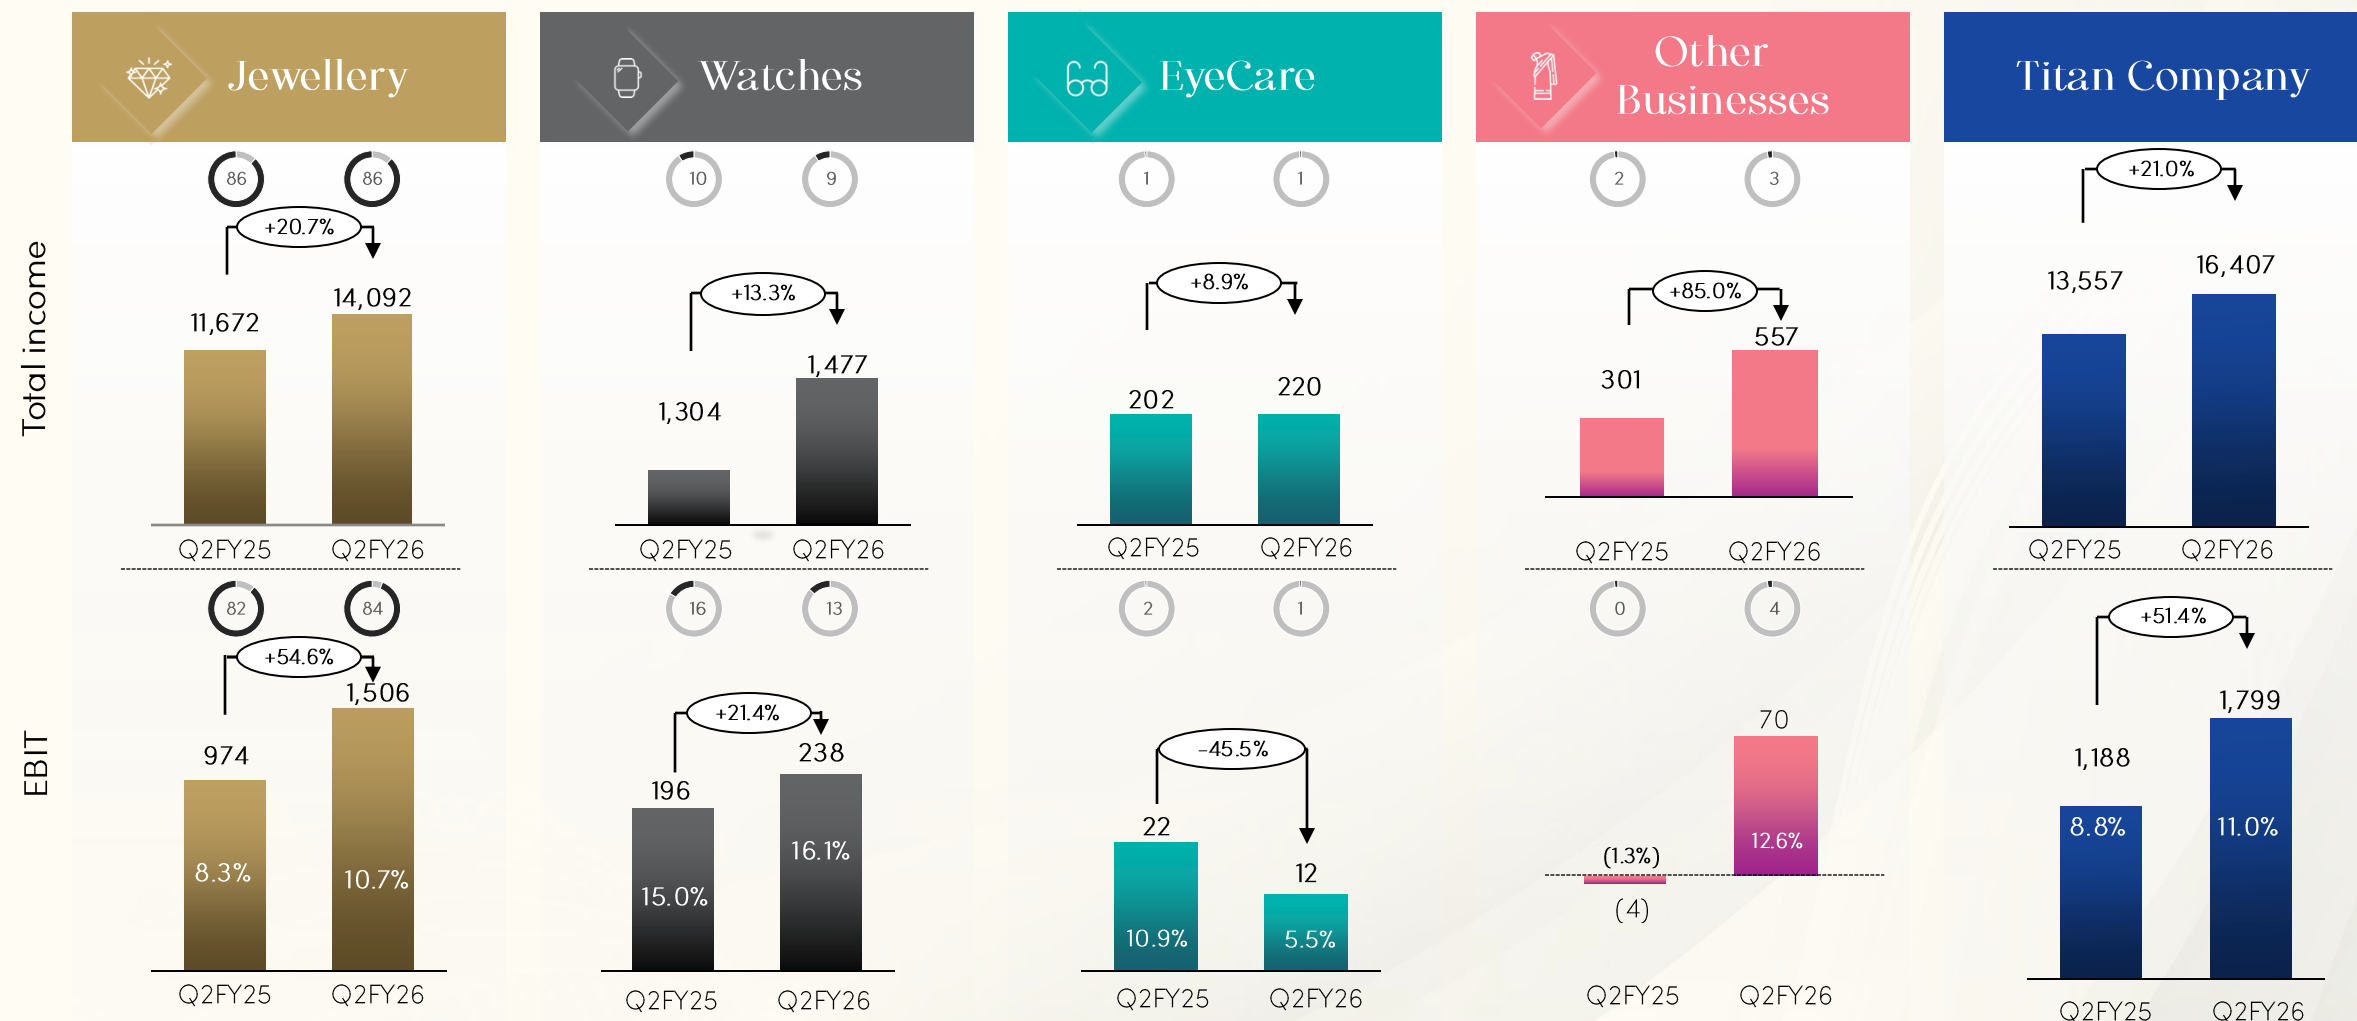 Jewellery
Watches
EyeCare
Other
Businesses
Titan Company
Total income
86
86
+20.7%
11,672
14,092
Q2FY25
Q2FY26
10
9
+13.3%
1,304
1,477
Q2FY25
Q2FY26
1
1
+8.9%
202
220
Q2FY25
Q2FY26
2
3
+85.0%
301
557
Q2FY25
Q2FY26
+21.0%
13,557
16,407
Q2FY25
Q2FY26
EBIT
82
84
+54.6%
974
1,506
8.3%
10.7%
Q2FY25
Q2FY26
16
13
+21.4%
196
238
15.0%
16.1%
Q2FY25
Q2FY26
2
1
-45.5%
22
12
10.9%
5.5%
Q2FY25
Q2FY26
0
4
70
12.6%
(1.3%)
(4)
Q2FY25
Q2FY26
+51.4%
1,188
1,799
8.8%
11.0%
Q2FY25
Q2FY26